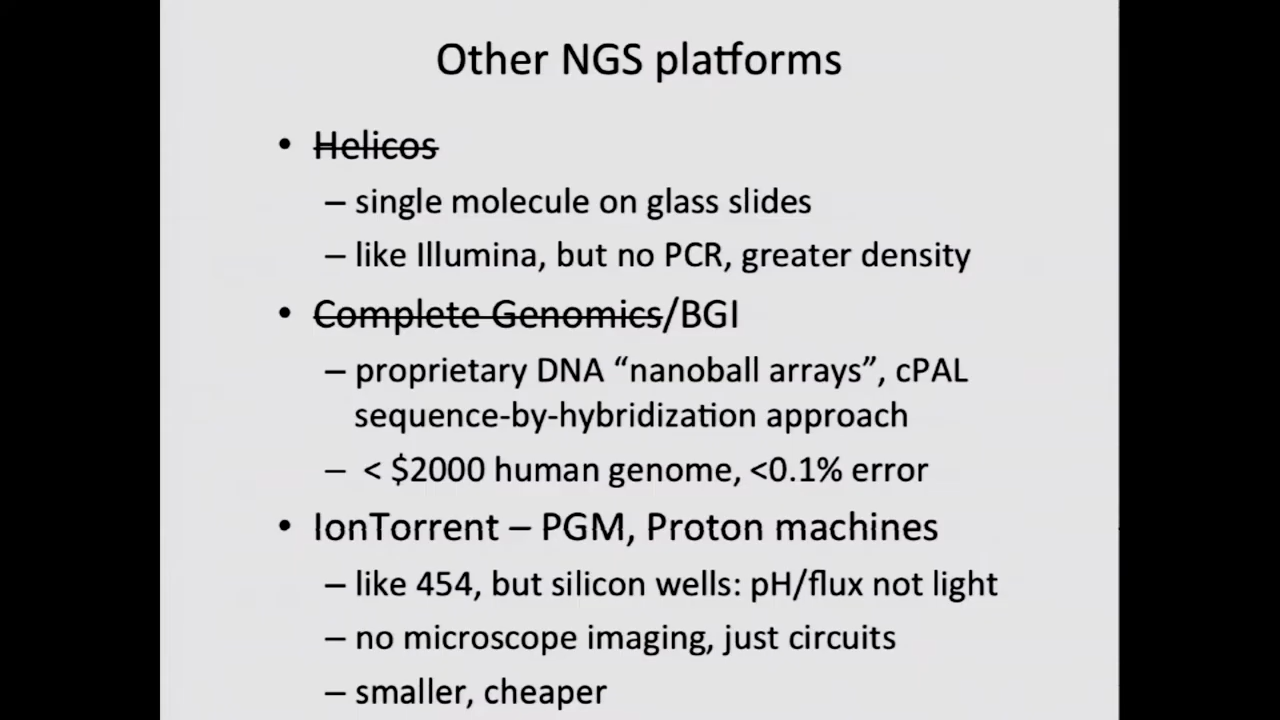 Other NGS platforms
• Helicos
– single molecule on glass slides
– like Illumina, but no PCR, greater density
• Complete Genomics/BGI
– proprietary DNA “nanoball arrays”, cPAL
sequence-by-hybridization approach
– < $2000 human genome, <0.1% error
• IonTorrent – PGM, Proton machines
– like 454, but silicon wells: pH/flux not light
– no microscope imaging, just circuits
– smaller, cheaper